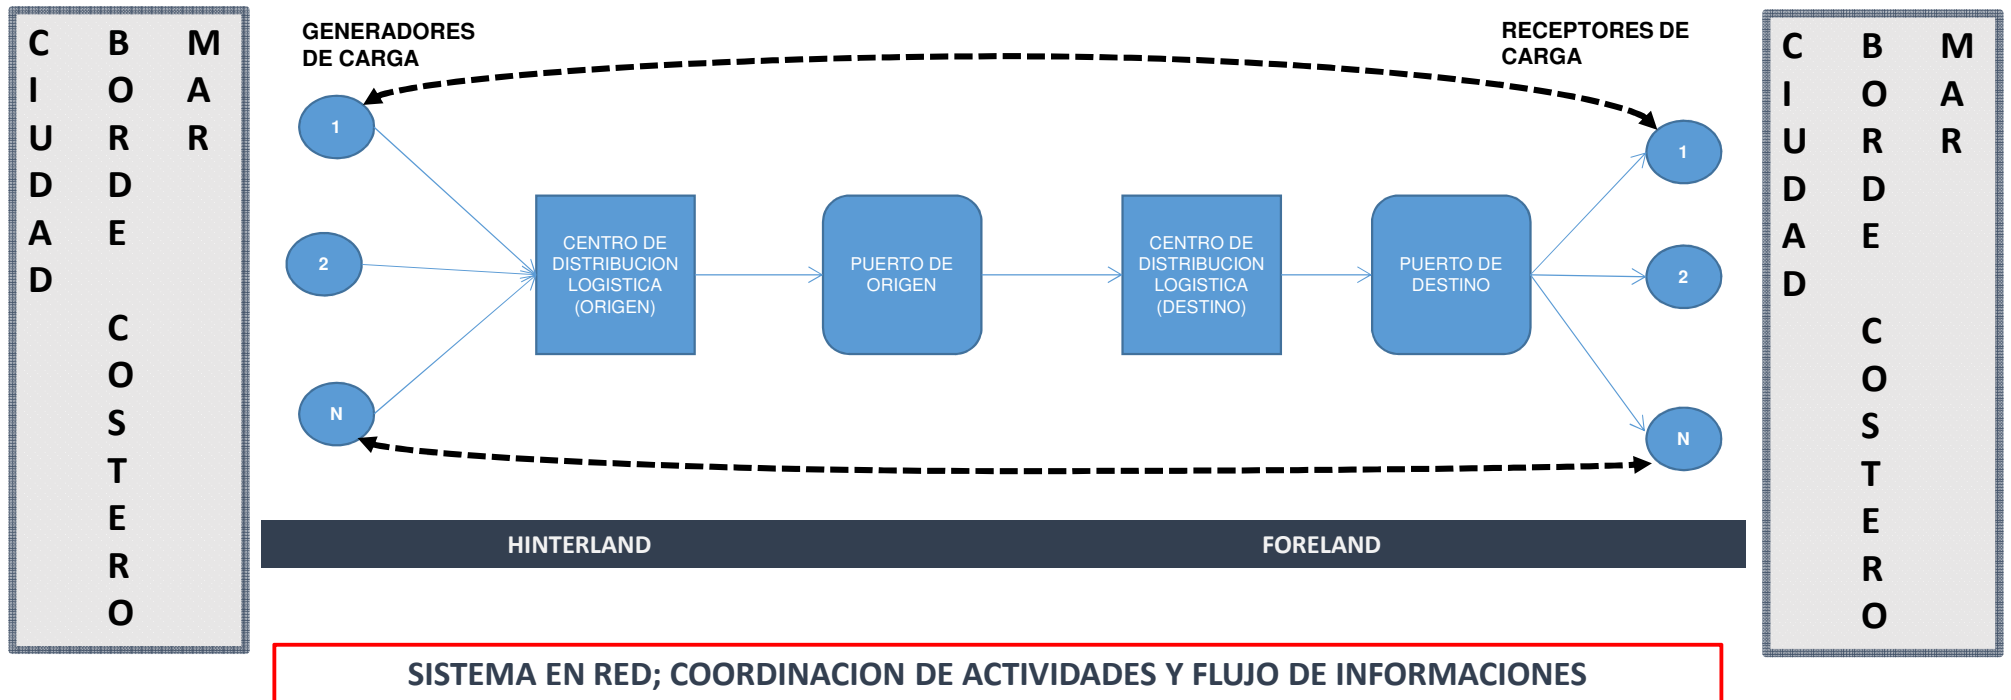 CIUDAD
BORDE COSTERO
MAR
GENERADORES
DE CARGA
1
2
N
CENTRO DE
DISTRIBUCION
LOGISTICA
(ORIGEN)
PUERTO DE
ORIGEN
CENTRO DE
DISTRIBUCION
LOGISTICA
(DESTINO)
PUERTO DE
DESTINO
RECEPTORES DE
CARGA
1
2
N
CIUDAD
BORDE COSTERO
MAR
HINTERLAND
FORELAND
SISTEMA EN RED; COORDINACION DE ACTIVIDADES Y FLUJO DE INFORMACIONES